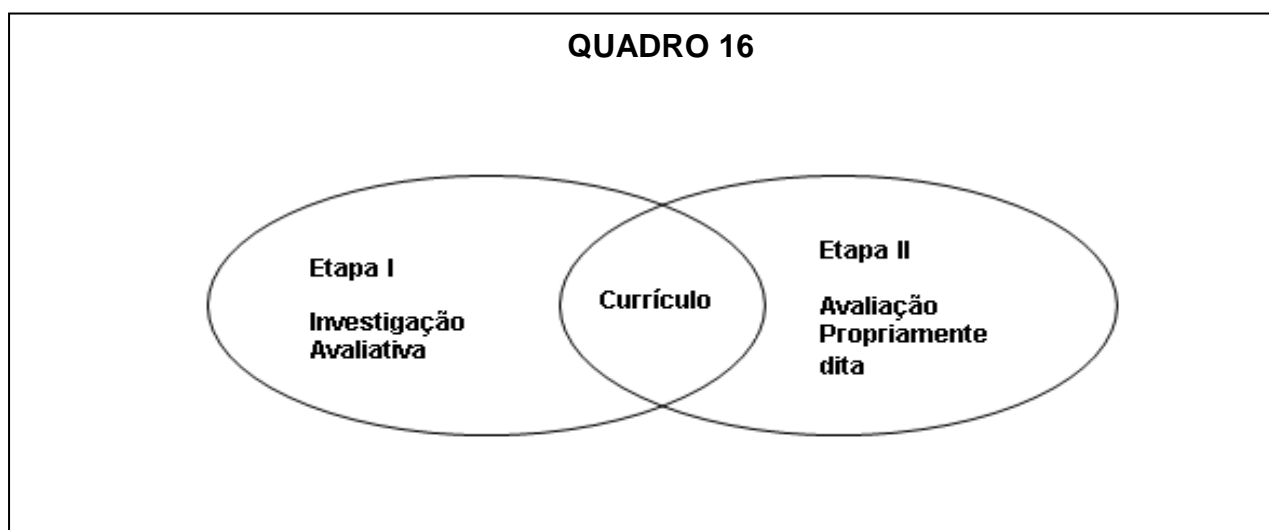 QUADRO 16
Etapa I
Investigação
Avaliativa
Currículo
Etapa II
Avaliação
Propriamente
dita